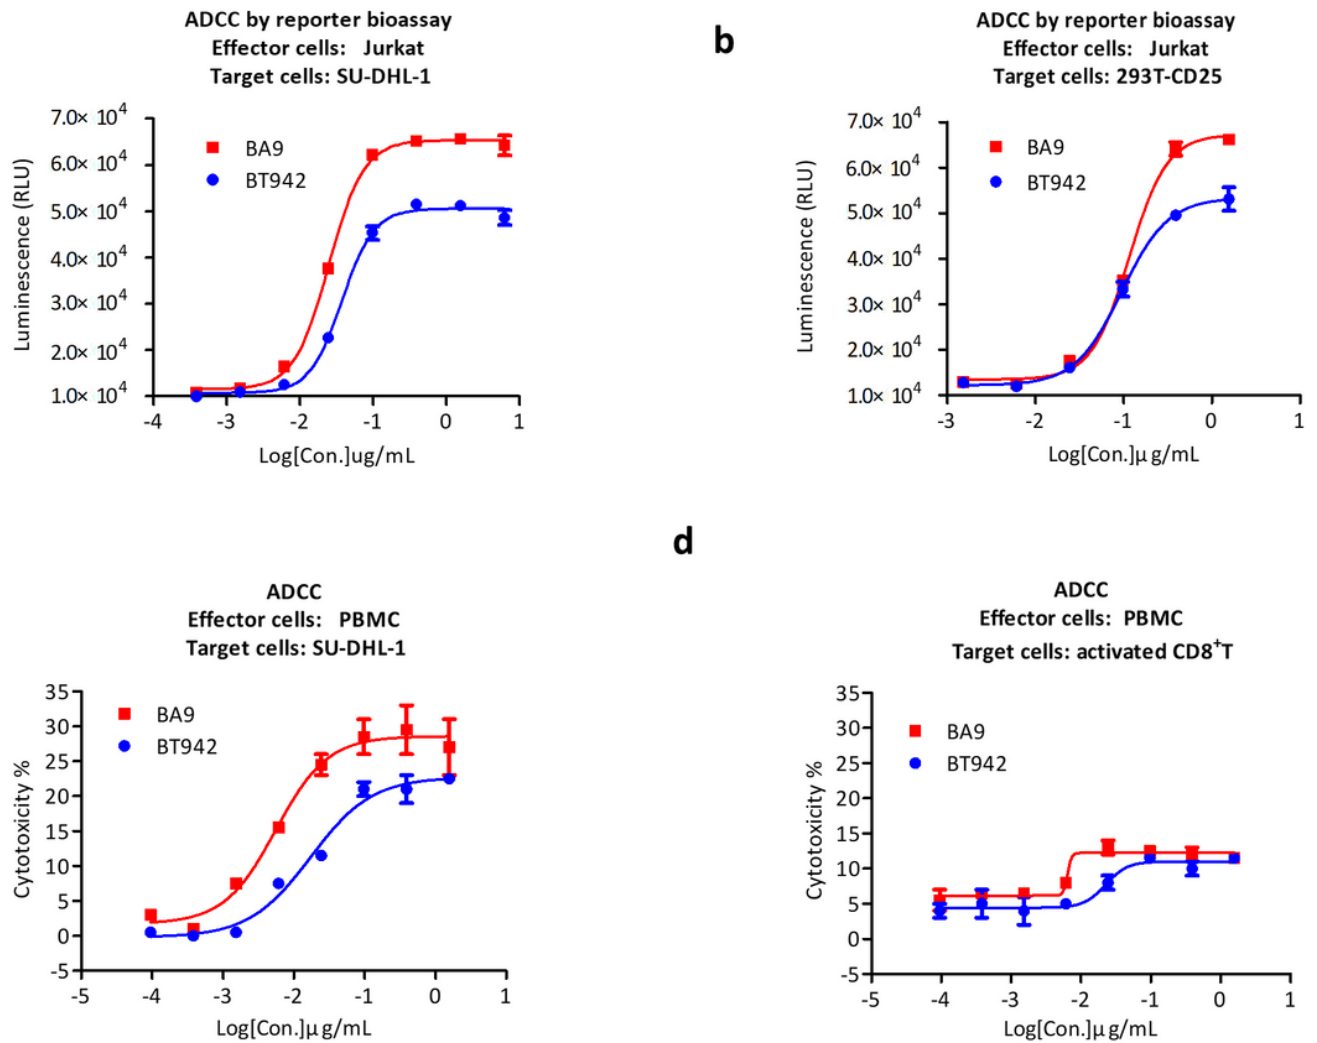 ADCC by reporter bioassay
Effector cells: Jurkat
Target cells: SU-DHL-1
7.0× 10⁴
6.0× 10⁴
5.0× 10⁴
4.0× 10⁴
3.0× 10⁴
2.0× 10⁴
1.0× 10⁴
Luminescence (RLU)
BA9
BT942
-4 -3 -2 -1 0 1
Log[Con.]ug/mL
b
ADCC by reporter bioassay
Effector cells: Jurkat
Target cells: 293T-CD25
7.0× 10⁴
6.0× 10⁴
5.0× 10⁴
4.0× 10⁴
3.0× 10⁴
2.0× 10⁴
1.0× 10⁴
Luminescence (RLU)
BA9
BT942
-3 -2 -1 0 1
Log[Con.]μ g/mL
ADCC
Effector cells: PBMC
Target cells: SU-DHL-1
35
30
25
20
15
10
5
0
-5
Cytotoxicity %
BA9
BT942
-5 -4 -3 -2 -1 0 1
Log[Con.]μ g/mL
d
ADCC
Effector cells: PBMC
Target cells: activated CD8⁺T
35
30
25
20
15
10
5
0
-5
Cytotoxicity %
BA9
BT942
-5 -4 -3 -2 -1 0 1
Log[Con.]μ g/mL